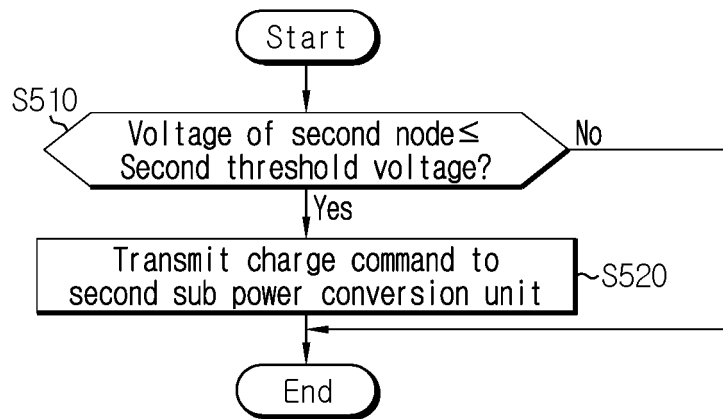 Start
S510
Voltage of second node≤
Second threshold voltage?
No
Yes
Transmit charge command to
second sub power conversion unit
S520
End